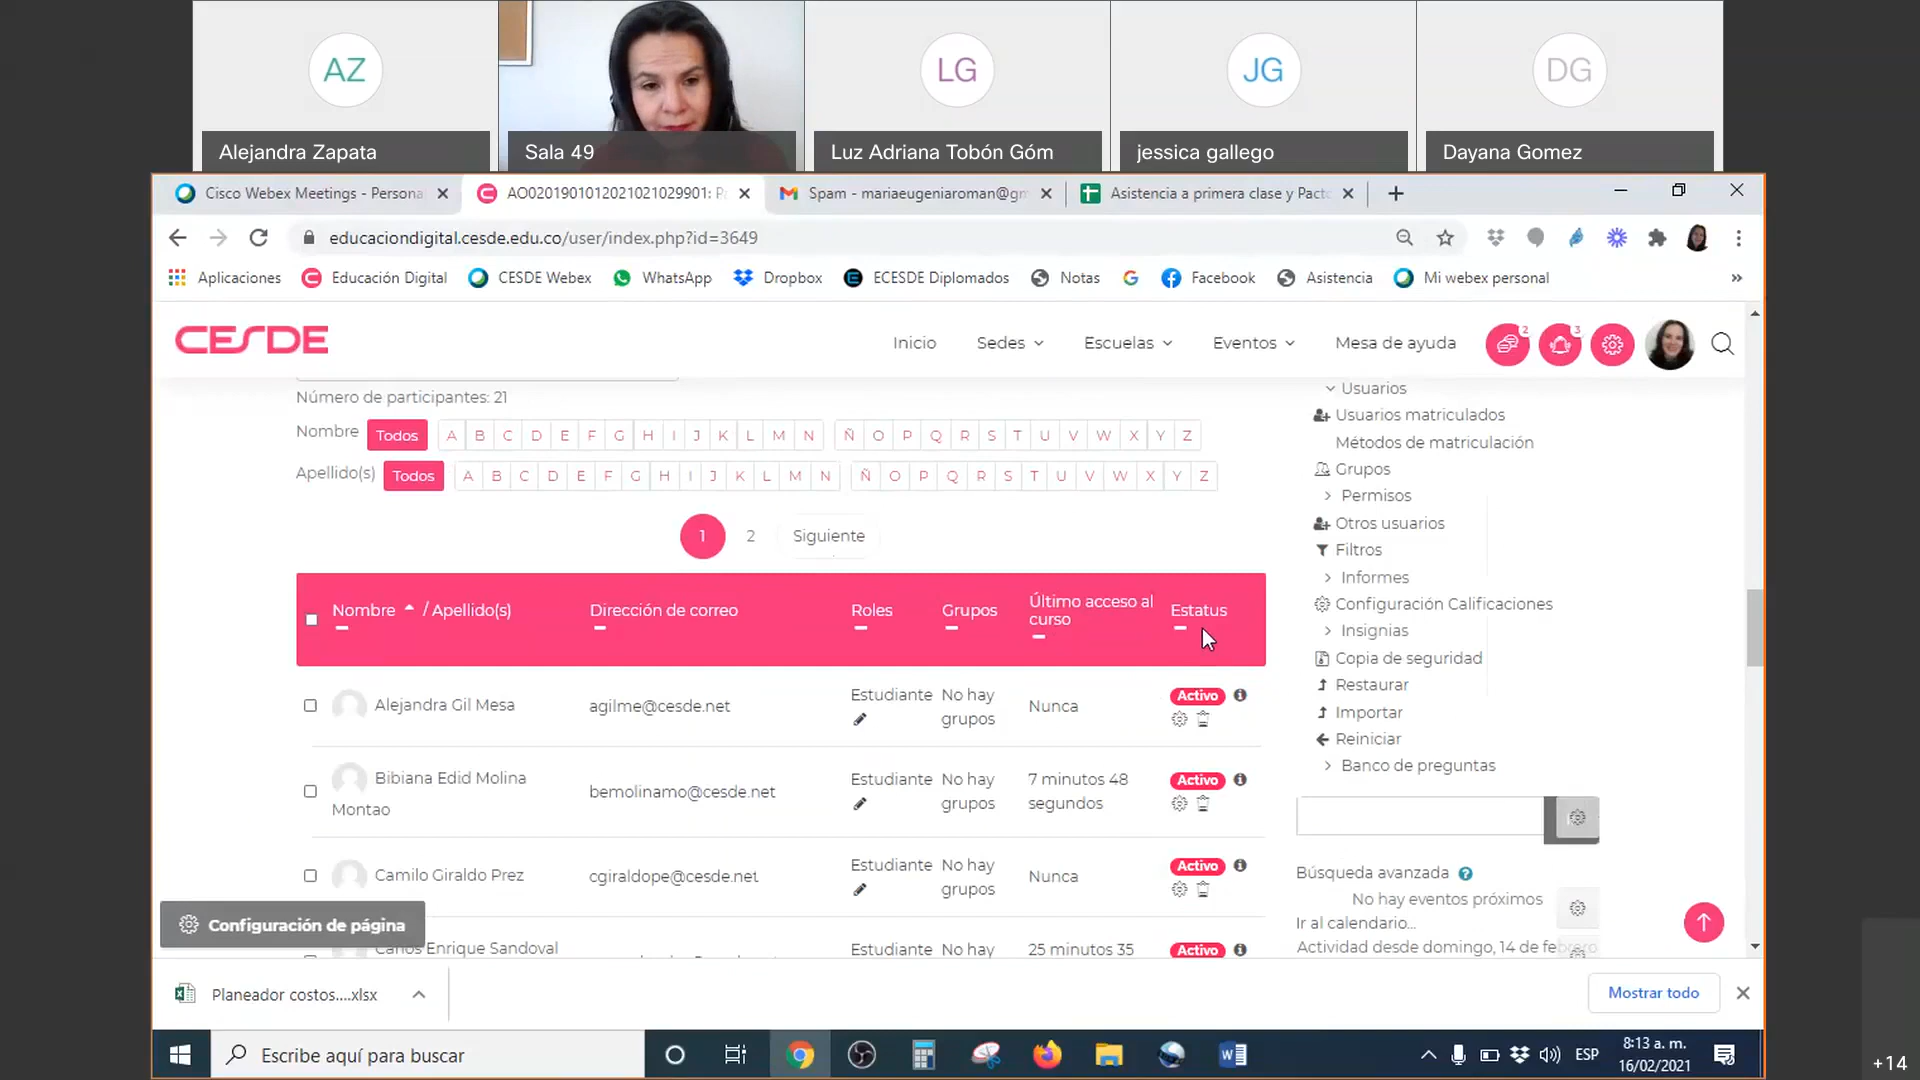 AZ
LG
JG
DG
Alejandra Zapata
Sala 49
Luz Adriana Tobón Góm
jessica gallego
Dayana Gomez
Cisco Webex Meetings - Persona
AO0201901012021021029901: P
Spam - mariaeugeniaroman@gm
Asistencia a primera clase y Pacto
educaciondigital.cesde.edu.co/user/index.php?id=3649
Aplicaciones
Educación Digital
CESDE Webex
WhatsApp
Dropbox
ECESDE Diplomados
Notas
Facebook
Asistencia
Mi webex personal
»
CESDE
Inicio
Sedes
Escuelas
Eventos
Mesa de ayuda
2
3
Número de participantes: 21
Nombre Todos A B C D E F G H I J K L M N Ñ O P Q R S T U V W X Y Z
Apellido(s) Todos A B C D E F G H I J K L M N Ñ O P Q R S T U V W X Y Z
1 2 Siguiente
Nombre / Apellido(s) Dirección de correo Roles Grupos Último acceso al curso Estatus
Alejandra Gil Mesa agilme@cesde.net Estudiante No hay grupos Nunca Activo
Bibiana Edid Molina Montao bemolinamo@cesde.net Estudiante No hay grupos 7 minutos 48 segundos Activo
Camilo Giraldo Prez cgiraldope@cesde.net Estudiante No hay grupos Nunca Activo
Carlos Enrique Sandoval Estudiante No hay 25 minutos 35 Activo
Configuración de página
Usuarios
Usuarios matriculados
Métodos de matriculación
Grupos
Permisos
Otros usuarios
Filtros
Informes
Configuración Calificaciones
Insignias
Copia de seguridad
Restaurar
Importar
Reiniciar
Banco de preguntas
Búsqueda avanzada
No hay eventos próximos
Ir al calendario...
Actividad desde domingo, 14 de febrero
Planeador costos....xlsx
Mostrar todo
Escribe aquí para buscar
ESP
8:13 a. m.
16/02/2021
+14